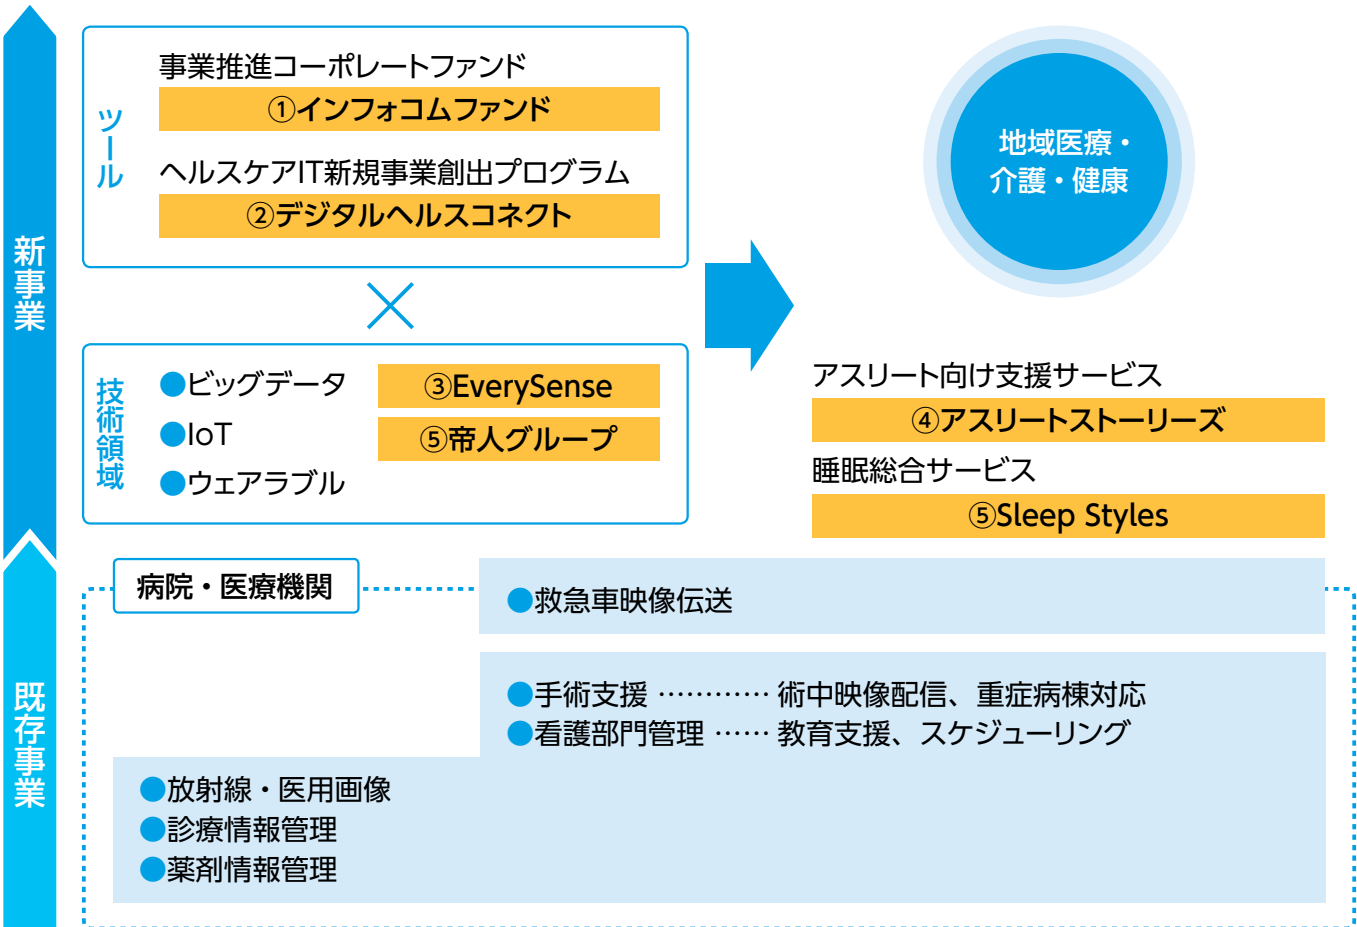 新事業
ツール
事業推進コーポレートファンド
①インフォコムファンド
ヘルスケアIT新規事業創出プログラム
②デジタルヘルスコネクト
技術領域
●ビッグデータ
●IoT
●ウェアラブル
③EverySense
⑤帝人グループ
地域医療・
介護・健康
アスリート向け支援サービス
④アスリートストーリーズ
睡眠総合サービス
⑤Sleep Styles
既存事業
病院・医療機関
●救急車映像伝送
●手術支援 ………… 術中映像配信、重症病棟対応
●看護部門管理 …… 教育支援、スケジューリング
●放射線・医用画像
●診療情報管理
●薬剤情報管理